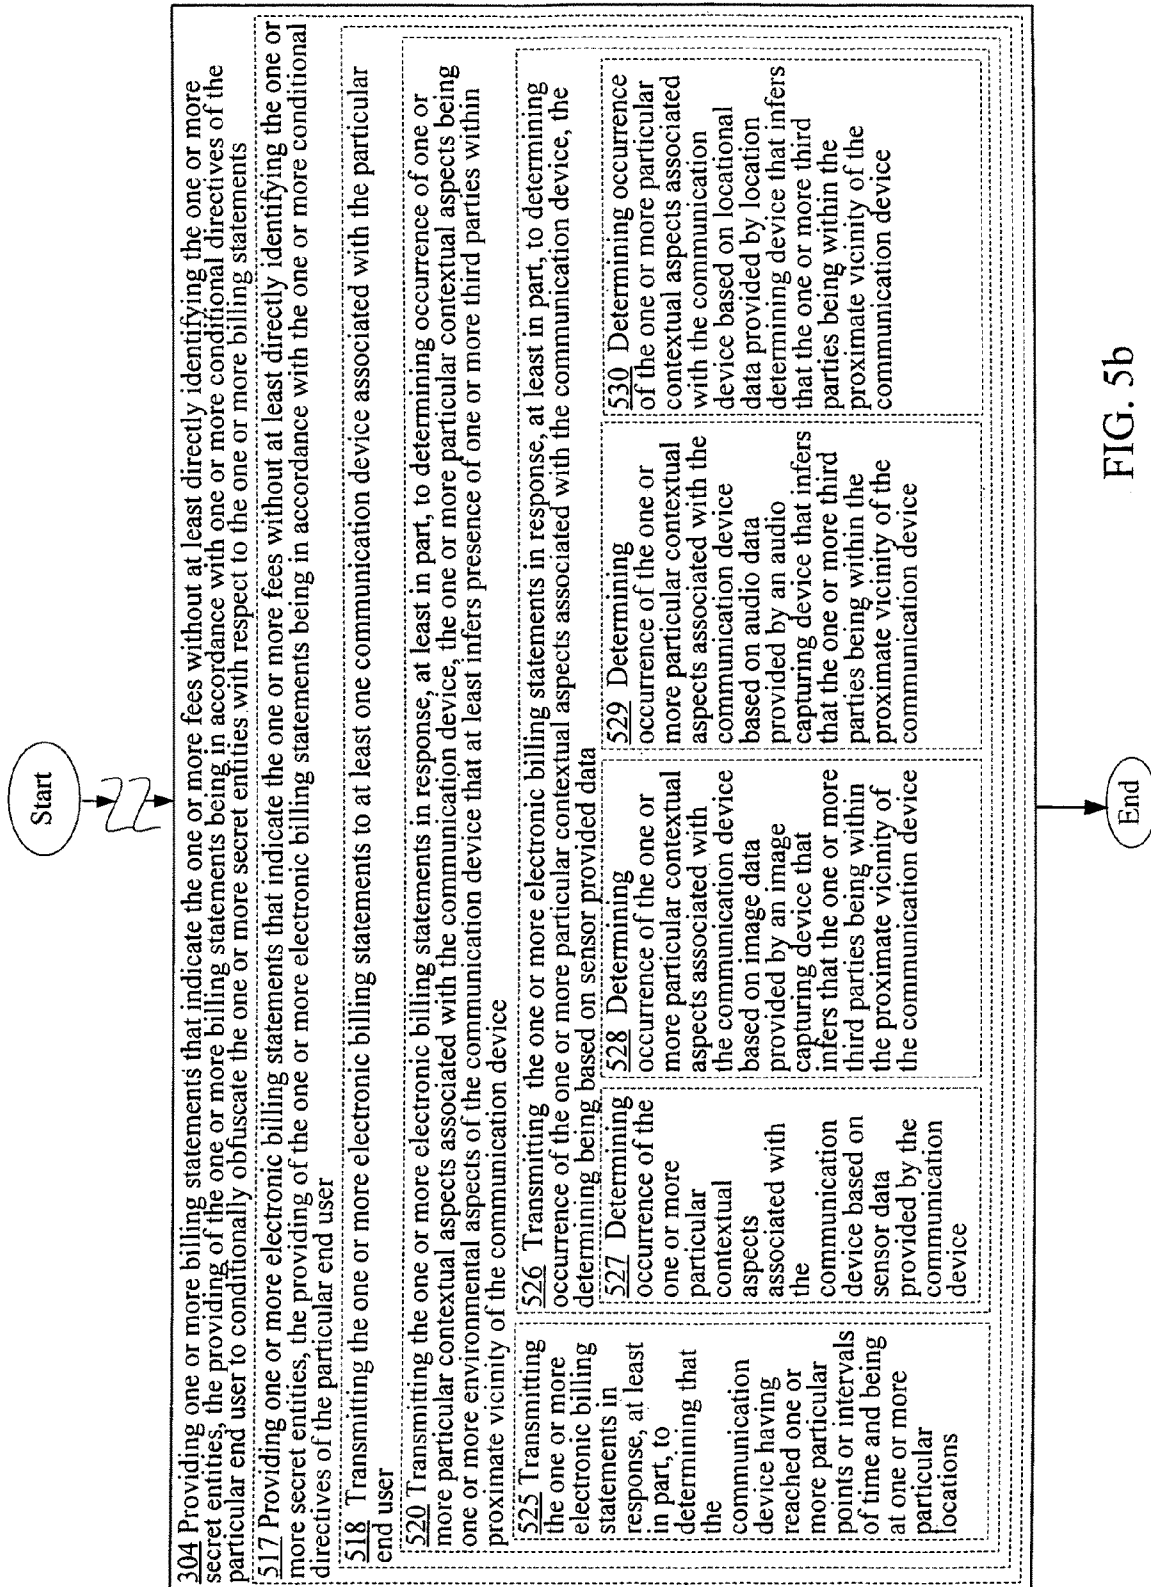 Start
304 Providing one or more billing statements that indicate the one or more fees without at least directly identifying the one or more
secret entities, the providing of the one or more billing statements being in accordance with one or more conditional directives of the
particular end user to conditionally obfuscate the one or more secret entities with respect to the one or more billing statements
517 Providing one or more electronic billing statements that indicate the one or more fees without at least directly identifying the one or
more secret entities, the providing of the one or more electronic billing statements being in accordance with the one or more conditional
directives of the particular end user
518 Transmitting the one or more electronic billing statements to at least one communication device associated with the particular
end user
520 Transmitting the one or more electronic billing statements in response, at least in part, to determining occurrence of one or
more particular contextual aspects associated with the communication device, the one or more particular contextual aspects being
one or more environmental aspects of the communication device that at least infers presence of one or more third parties within
proximate vicinity of the communication device
525 Transmitting
the one or more
electronic billing
statements in
response, at least
in part, to
determining that
the
communication
device having
reached one or
more particular
points or intervals
of time and being
at one or more
particular
locations
526 Transmitting the one or more electronic billing statements in response, at least in part, to determining
occurrence of the one or more particular contextual aspects associated with the communication device, the
determining being based on sensor provided data
527 Determining
occurrence of the
one or more
particular
contextual
aspects
associated with
the
communication
device based on
sensor data
provided by the
communication
device
528 Determining
occurrence of the one or
more particular contextual
aspects associated with
the communication device
based on image data
provided by an image
capturing device that
infers that the one or more
third parties being within
the proximate vicinity of
the communication device
529 Determining
occurrence of the one or
more particular contextual
aspects associated with the
communication device
based on audio data
provided by an audio
capturing device that infers
that the one or more third
parties being within the
proximate vicinity of the
communication device
530 Determining occurrence
of the one or more particular
contextual aspects associated
with the communication
device based on locational
data provided by location
determining device that infers
that the one or more third
parties being within the
proximate vicinity of the
communication device
End
FIG. 5b